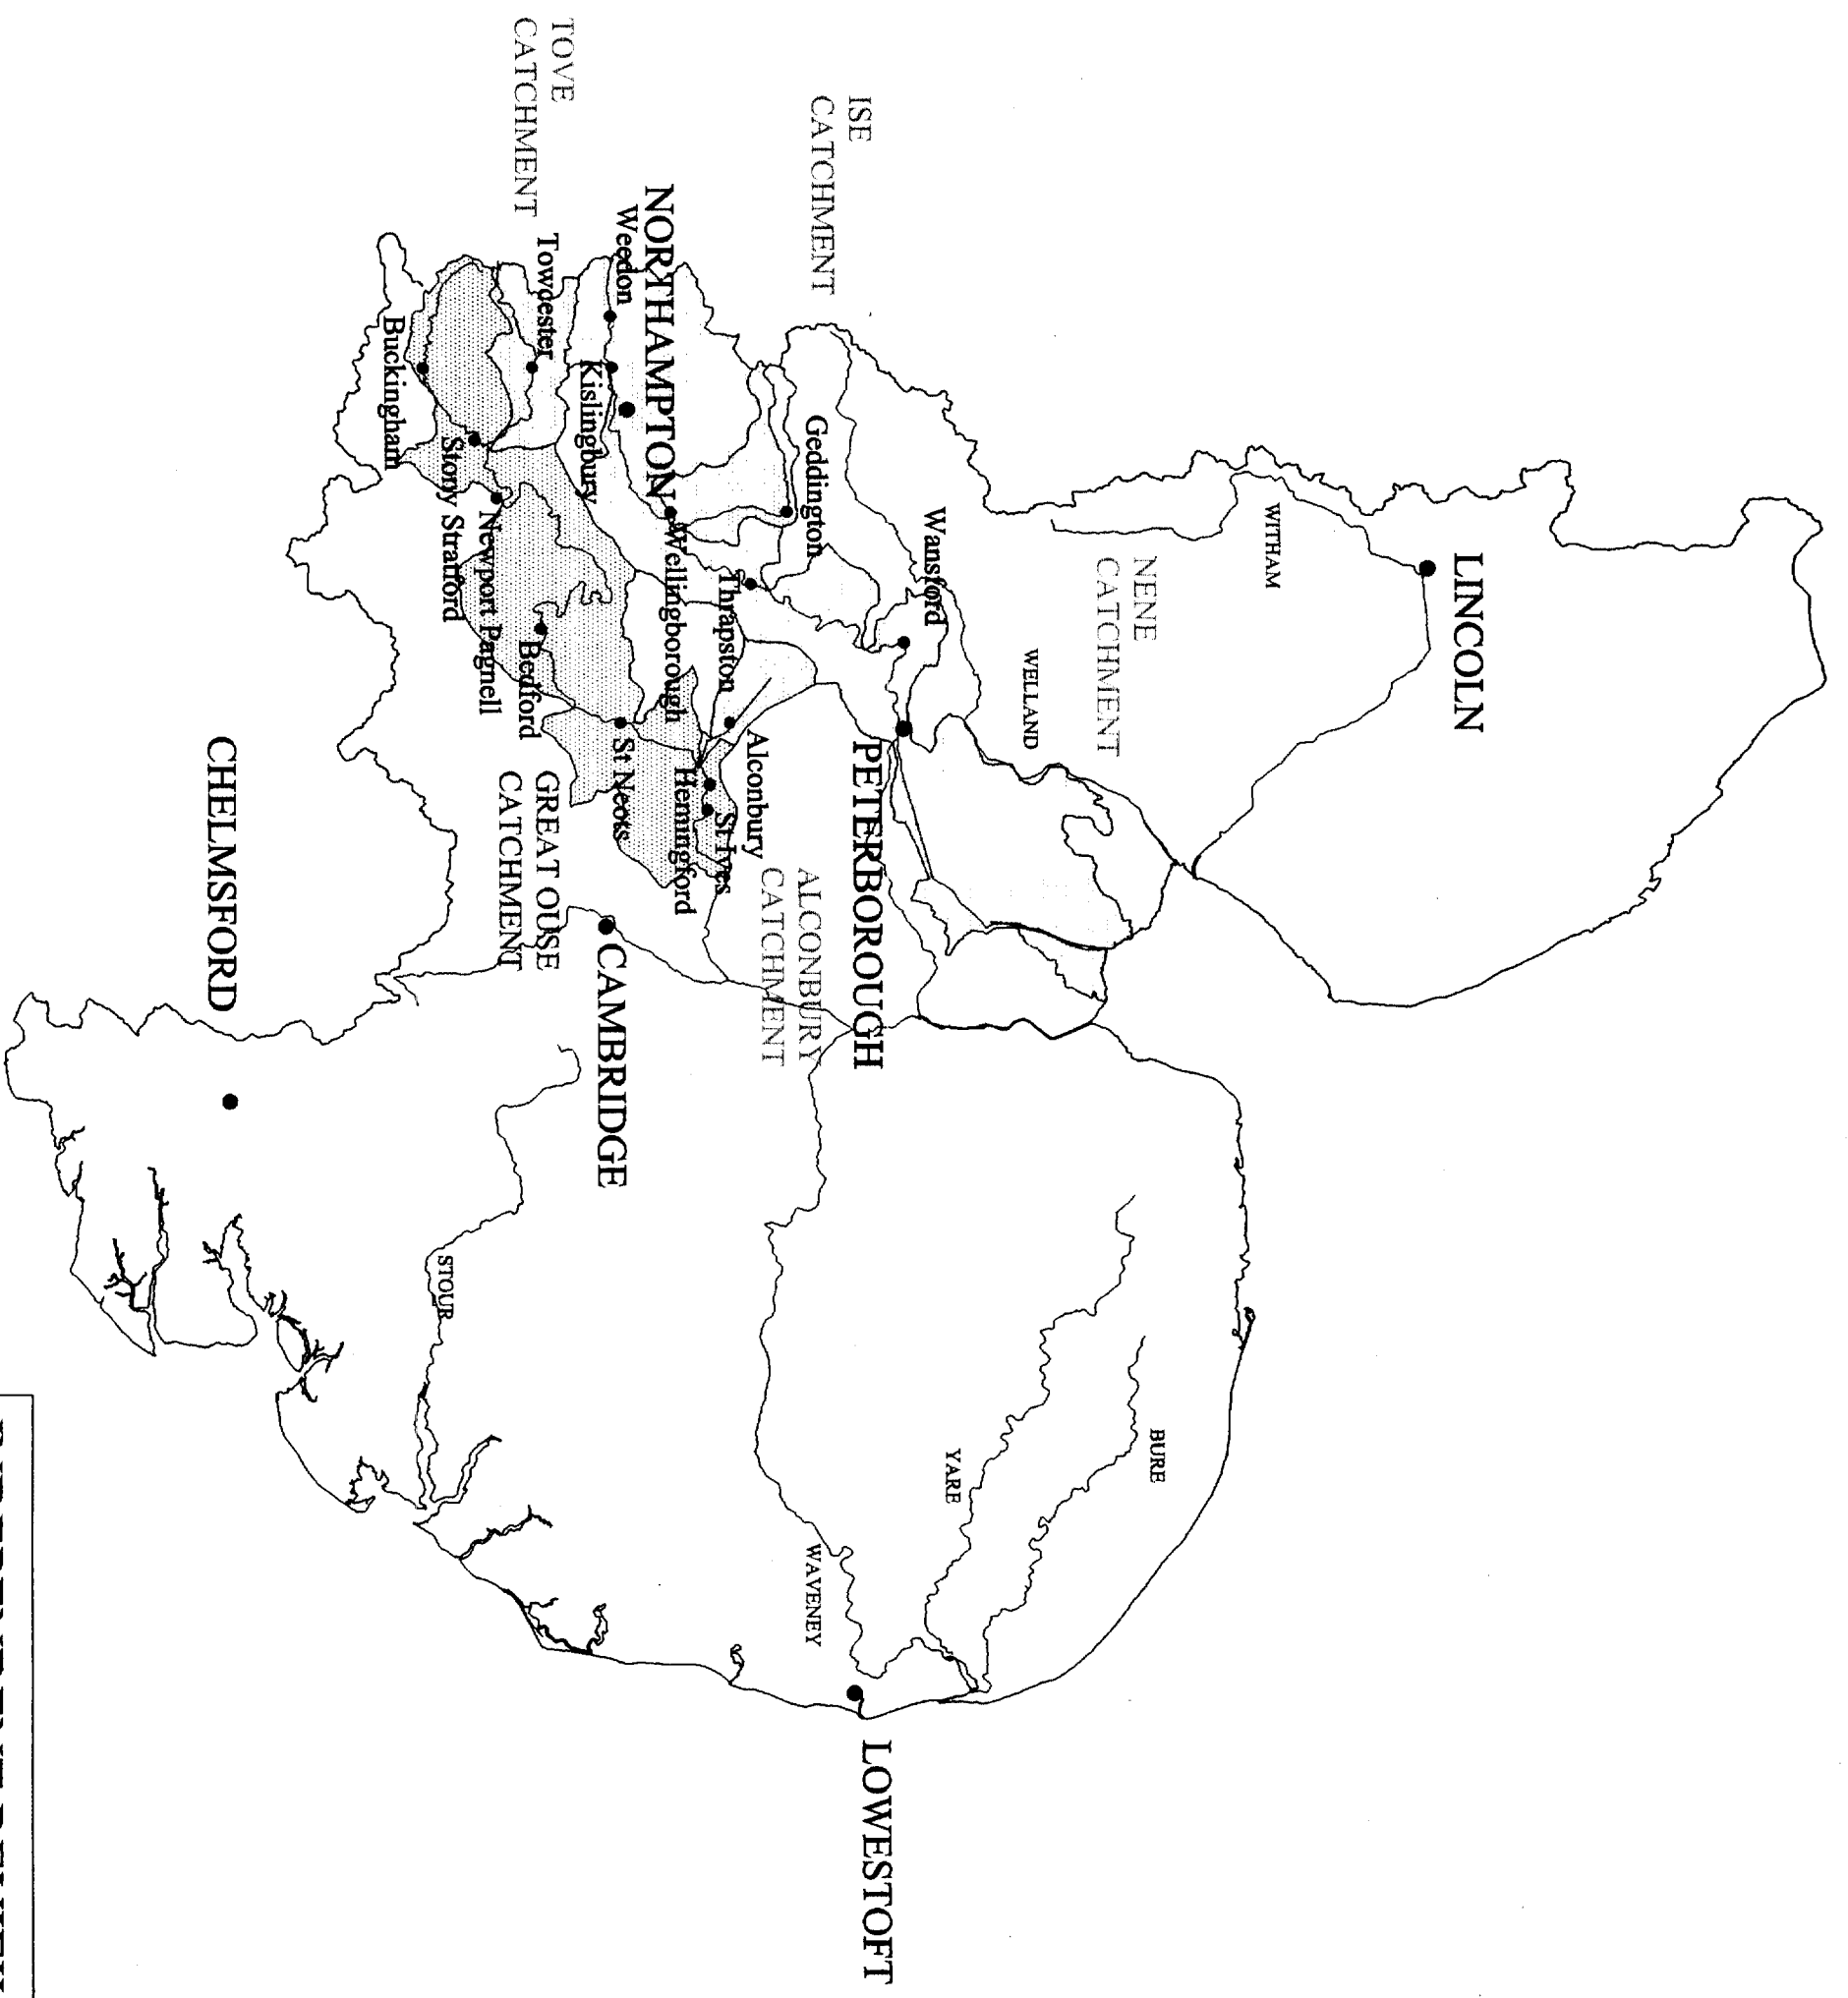 LINCOLN
WITHAM
BURE
NENE
CATCHMENT
WELLAND
YARE
Wansford
LOWESTOFT
PETERBOROUGH
ISE
CATCHMENT
Geddington
WAVENEY
ALCONBURY
CATCHMENT
Alconbury
Thrapston
St Ives
Hemingford
Wellingborough
NORTHAMPTON
Weedon
St Neots
CAMBRIDGE
Kislingbury
TOVE
CATCHMENT
Towcester
GREAT OUSE
CATCHMENT
Bedford
Newport Pagnell
Stony Stratford
STOUR
Buckingham
CHELMSFORD